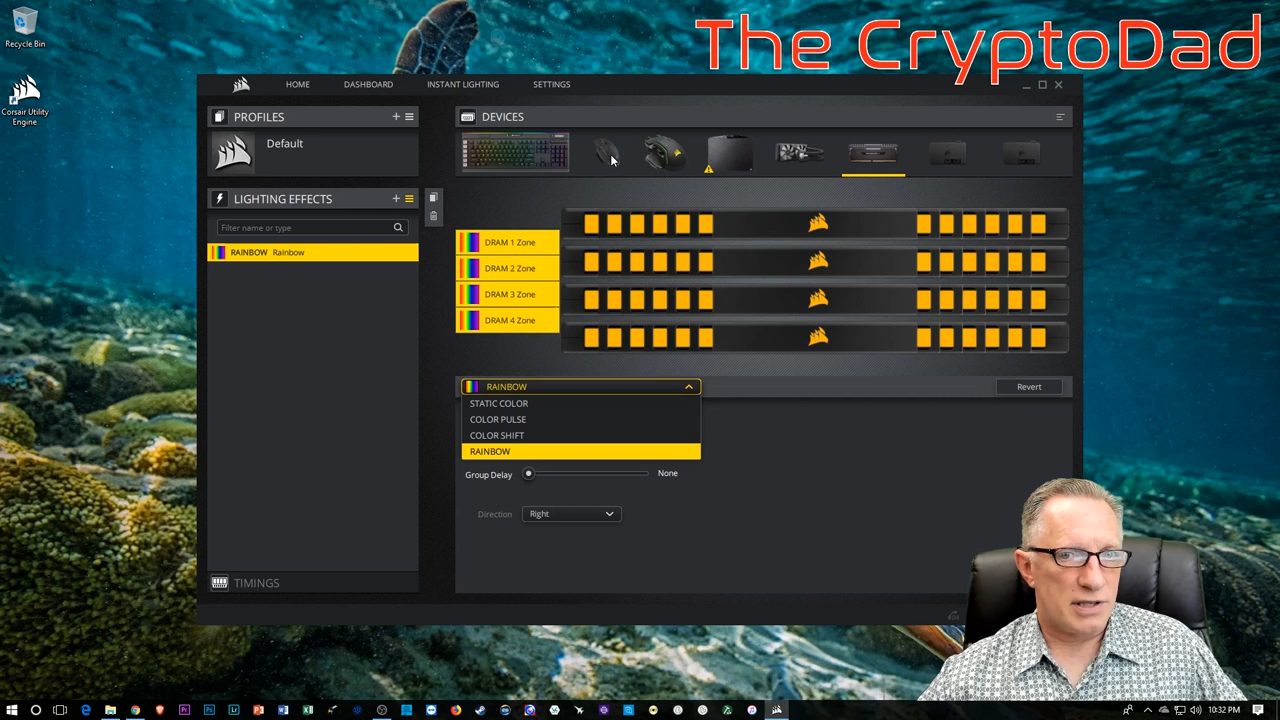 The CryptoDad
Recycle Bin
Corsair Utility
Engine
HOME
DASHBOARD
INSTANT LIGHTING
SETTINGS
PROFILES
Default
LIGHTING EFFECTS
Filter name or type
RAINBOW Rainbow
TIMINGS
DEVICES
DRAM 1 Zone
DRAM 2 Zone
DRAM 3 Zone
DRAM 4 Zone
RAINBOW
Revert
STATIC COLOR
COLOR PULSE
COLOR SHIFT
RAINBOW
Group Delay
None
Direction
Right
10:32 PM